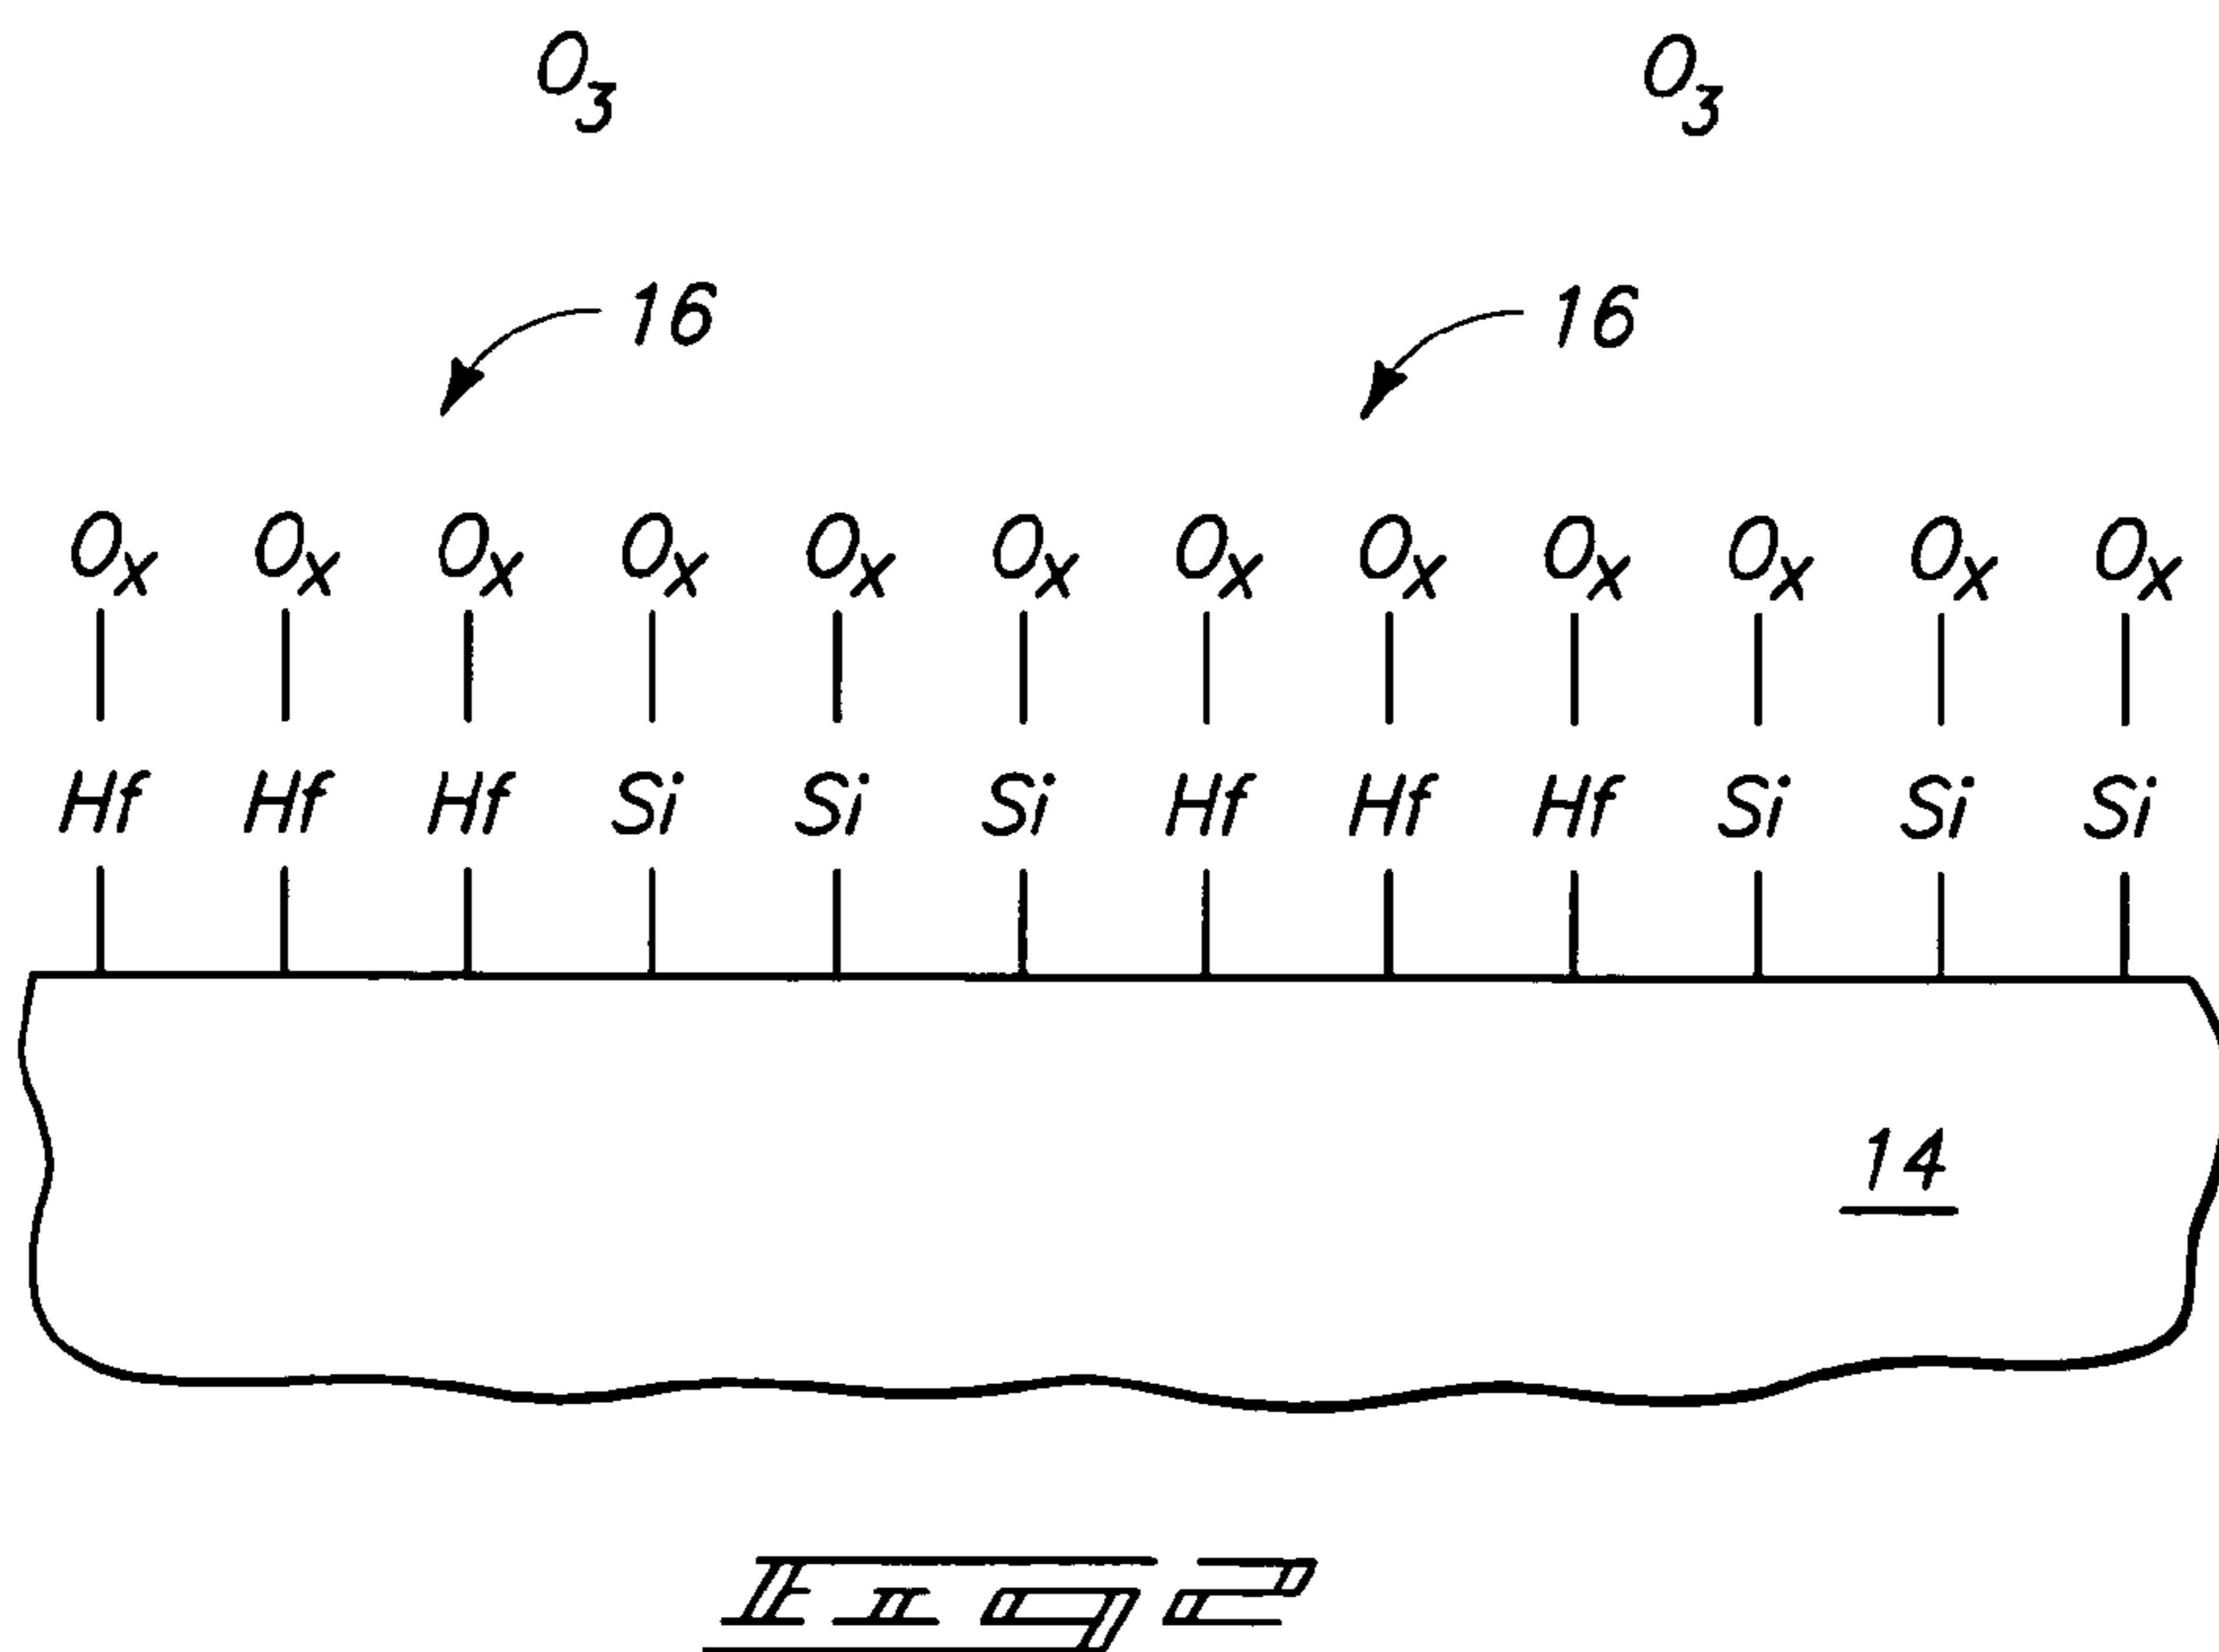 O3 O3
16 16
Ox Ox Ox Ox Ox Ox Ox Ox Ox Ox Ox Ox
Hf Hf Hf Si Si Si Hf Hf Hf Si Si Si
14
Fig 2